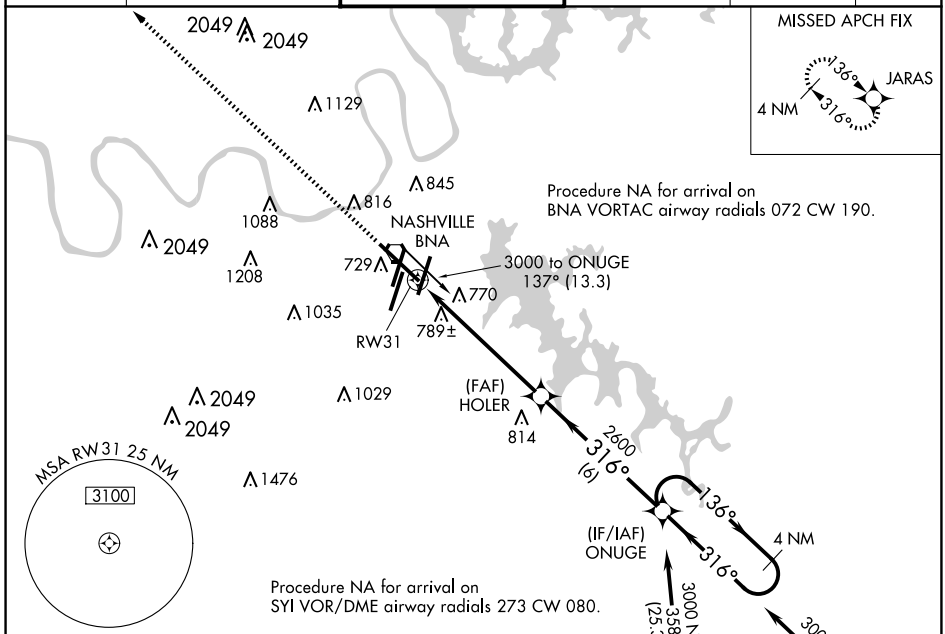 2049
2049
MISSED APCH FIX
136°
JARAS
4 NM
316°
1129
845
816
1088
Procedure NA for arrival on
BNA VORTAC airway radials 072 CW 190.
NASHVILLE
BNA
2049
1208
729
3000 to ONUGE
137° (13.3)
770
1035
789±
RW31
(FAF)
HOLER
1029
2049
2049
814
2600
316°
(6)
MSA RW31 25 NM
3100
1476
136°
(IF/IAF)
ONUGE
4 NM
316°
Procedure NA for arrival on
SYI VOR/DME airway radials 273 CW 080.
3000 N
358
(25.
300